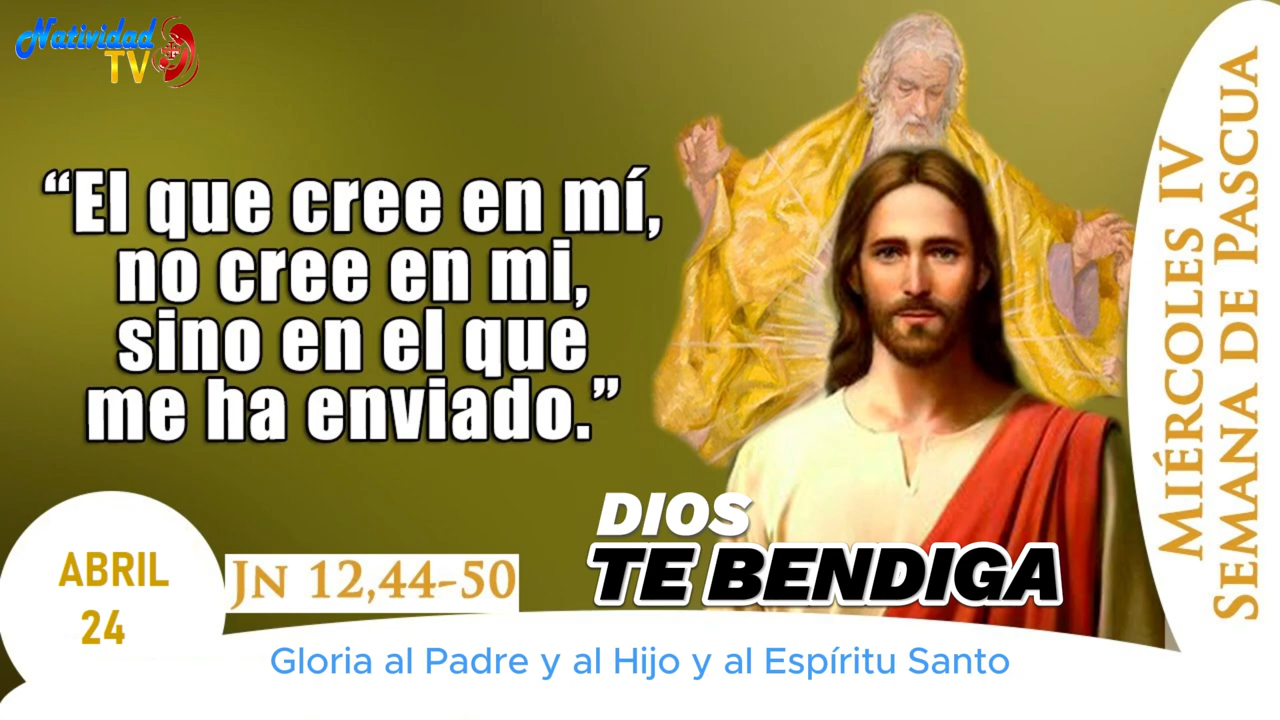 Natividad
TV
“El que cree en mí,
no cree en mi,
sino en el que
me ha enviado.”
MIÉRCOLES IV
SEMANA DE PASCUA
DIOS
TE BENDIGA
ABRIL
24
JN 12,44-50
Gloria al Padre y al Hijo y al Espíritu Santo